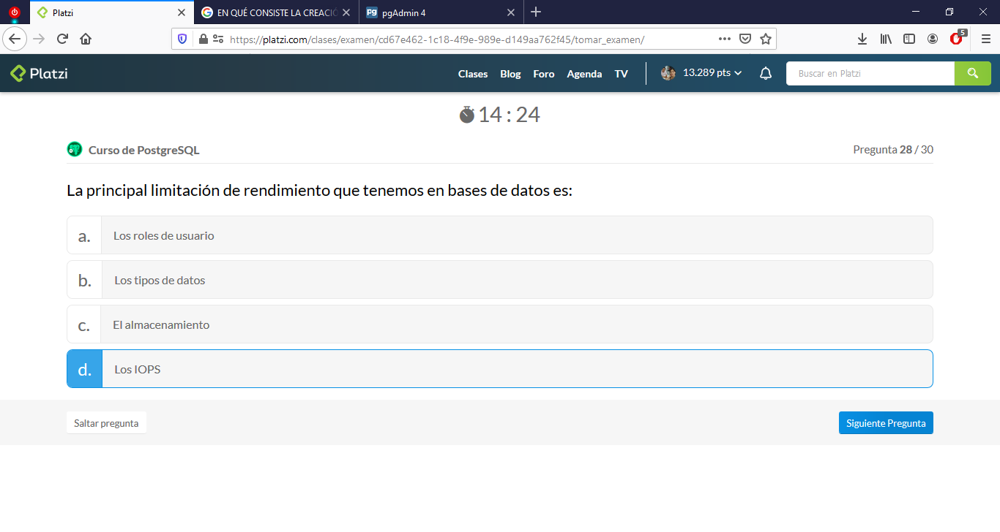 Platzi
EN QUÉ CONSISTE LA CREACIÓ
pgAdmin 4
https://platzi.com/clases/examen/cd67e462-1c18-4f9e-989e-d149aa762f45/tomar_examen/
5
Platzi
Clases Blog Foro Agenda TV
13.289 pts
Buscar en Platzi
14 : 24
Curso de PostgreSQL
Pregunta 28 / 30
La principal limitación de rendimiento que tenemos en bases de datos es:
a. Los roles de usuario
b. Los tipos de datos
c. El almacenamiento
d. Los IOPS
Saltar pregunta
Siguiente Pregunta